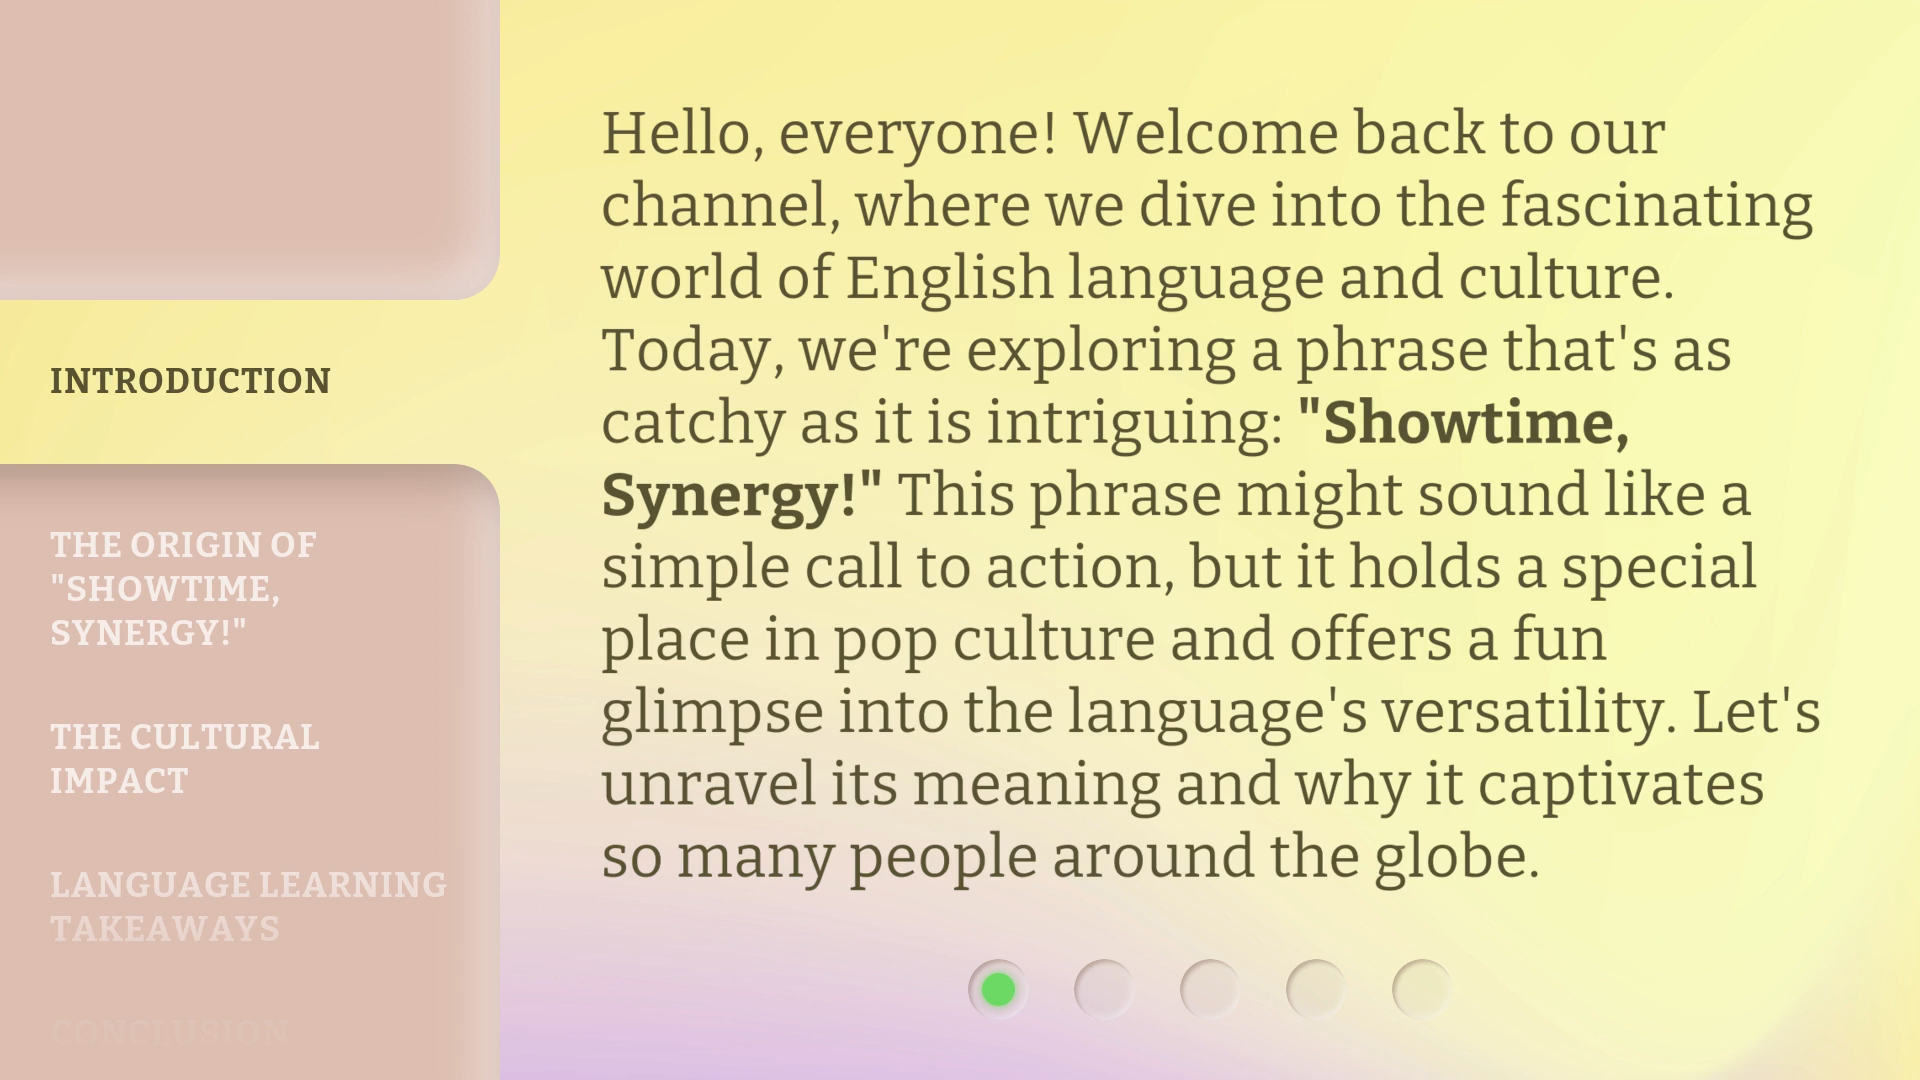 INTRODUCTION
THE ORIGIN OF
"SHOWTIME,
SYNERGY!"
THE CULTURAL
IMPACT
LANGUAGE LEARNING
TAKEAWAYS
CONCLUSION
Hello, everyone! Welcome back to our
channel, where we dive into the fascinating
world of English language and culture.
Today, we're exploring a phrase that's as
catchy as it is intriguing: "Showtime,
Synergy!" This phrase might sound like a
simple call to action, but it holds a special
place in pop culture and offers a fun
glimpse into the language's versatility. Let's
unravel its meaning and why it captivates
so many people around the globe.